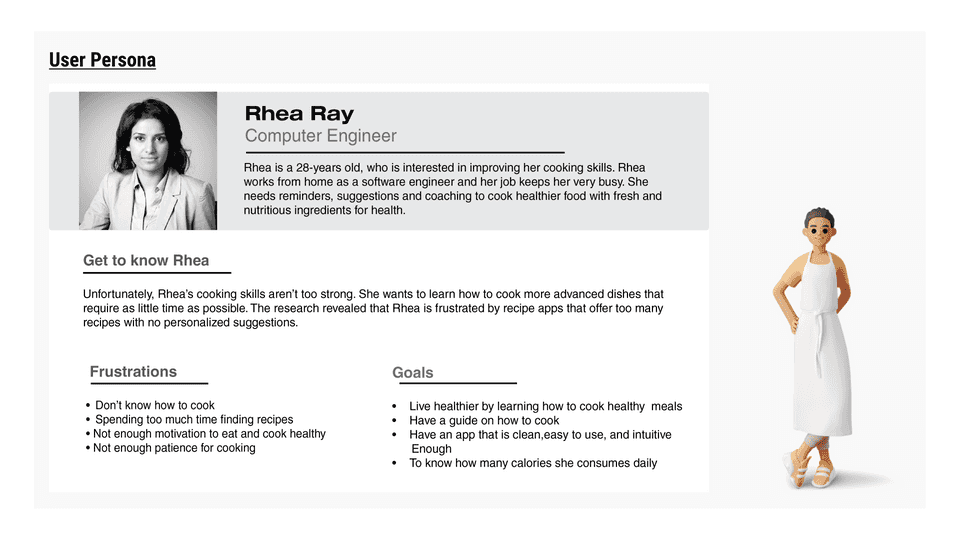 User Persona
Rhea Ray
Computer Engineer
Rhea is a 28-years old, who is interested in improving her cooking skills. Rhea
works from home as a software engineer and her job keeps her very busy. She
needs reminders, suggestions and coaching to cook healthier food with fresh and
nutritious ingredients for health.
Get to know Rhea
Unfortunately, Rhea's cooking skills aren't too strong. She wants to learn how to cook more advanced dishes that
require as little time as possible. The research revealed that Rhea is frustrated by recipe apps that offer too many
recipes with no personalized suggestions.
Frustrations
• Don't know how to cook
• Spending too much time finding recipes
• Not enough motivation to eat and cook healthy
• Not enough patience for cooking
Goals
• Live healthier by learning how to cook healthy  meals
• Have a guide on how to cook
• Have an app that is clean,easy to use, and intuitive
Enough
• To know how many calories she consumes daily